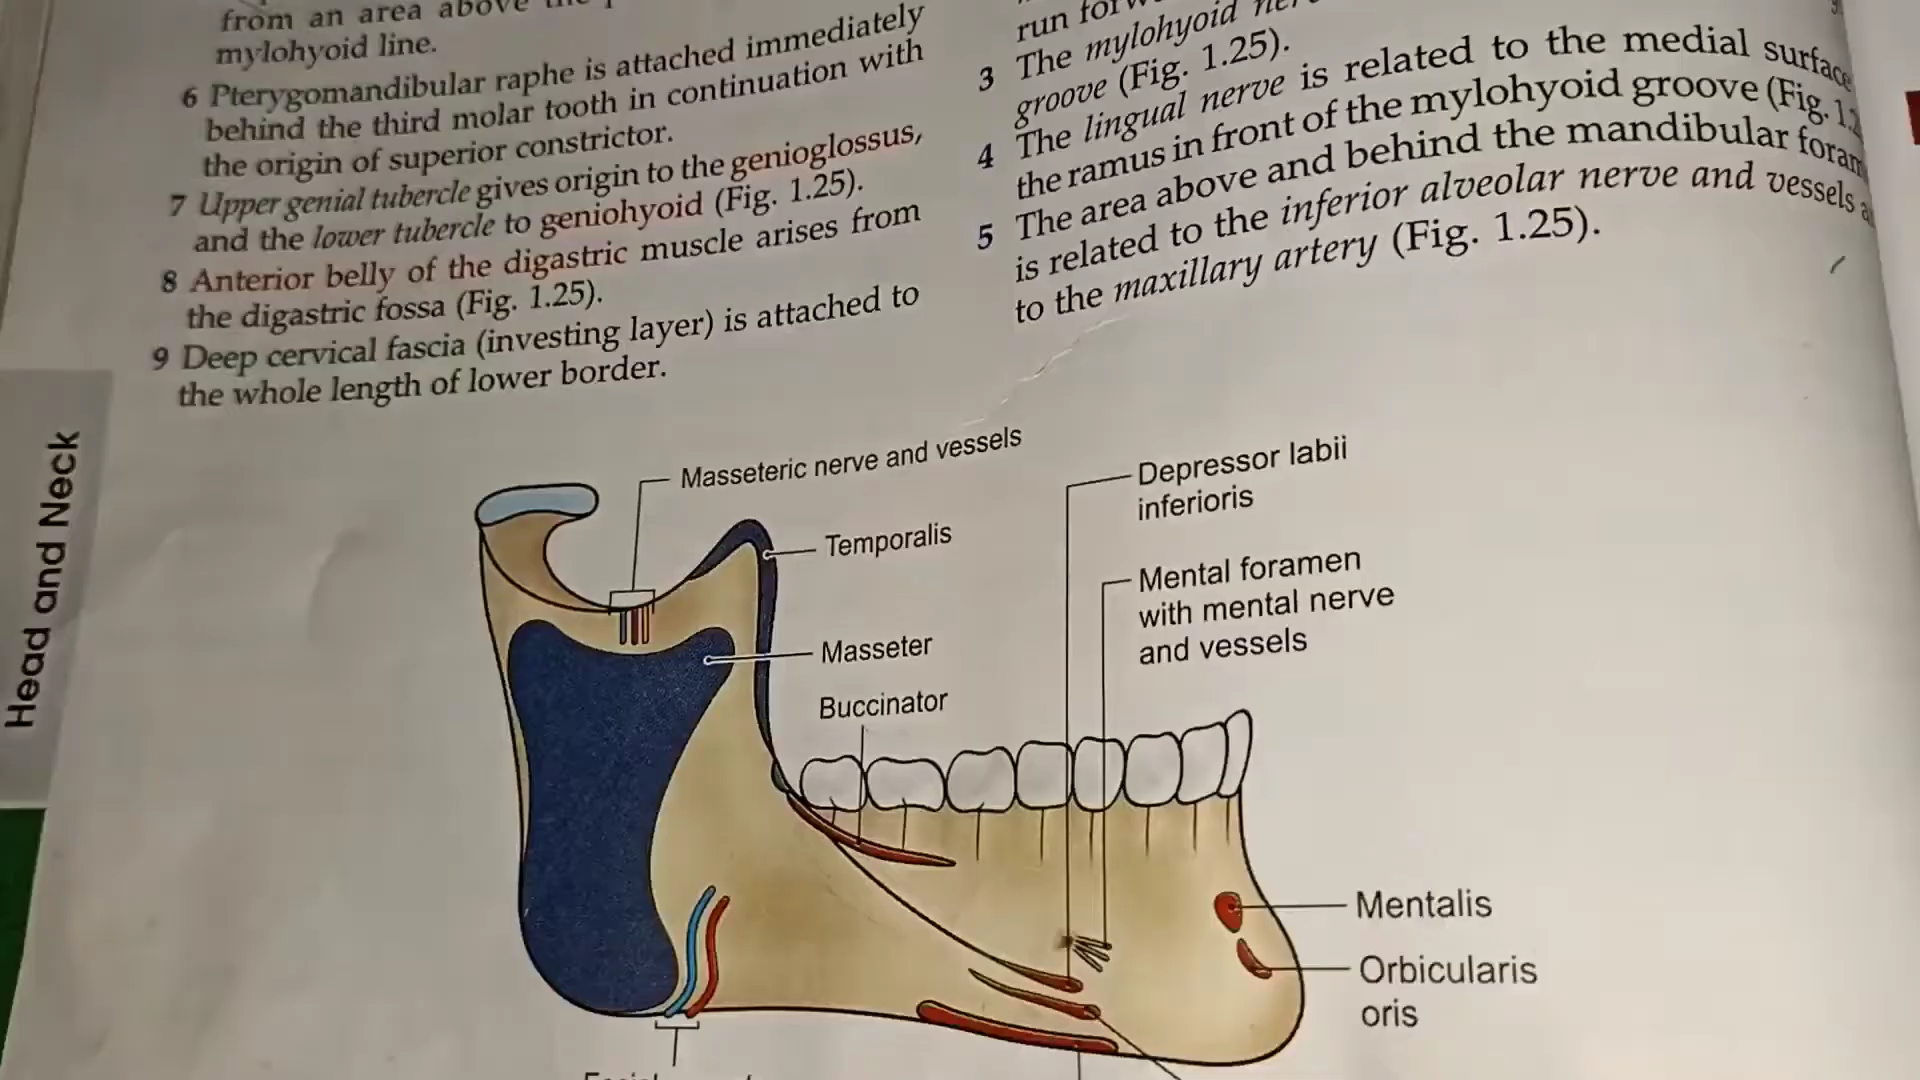 from an area above the
mylohyoid line.
6 Pterygomandibular raphe is attached immediately
behind the third molar tooth in continuation with
the origin of superior constrictor.
7 Upper genial tubercle gives origin to the genioglossus,
and the lower tubercle to geniohyoid (Fig. 1.25).
8 Anterior belly of the digastric muscle arises from
the digastric fossa (Fig. 1.25).
9 Deep cervical fascia (investing layer) is attached to
the whole length of lower border.
run
3 The mylohyoid
groove (Fig. 1.25).
4 The lingual nerve is related to the medial surface
the ramus in front of the mylohyoid groove (Fig.
5 The area above and behind the mandibular
is related to the inferior alveolar nerve and vessels
to the maxillary artery (Fig. 1.25).
Head and Neck
Masseteric nerve and vessels
Temporalis
Masseter
Buccinator
Depressor labii
inferioris
Mental foramen
with mental nerve
and vessels
Mentalis
Orbicularis
oris